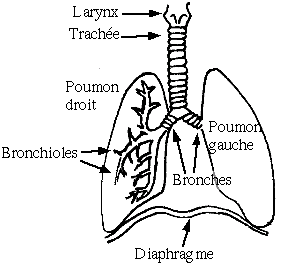 Larynx
Trachée
Poumon
droit
Poumon
gauche
Bronchioles
Bronches
Diaphragme